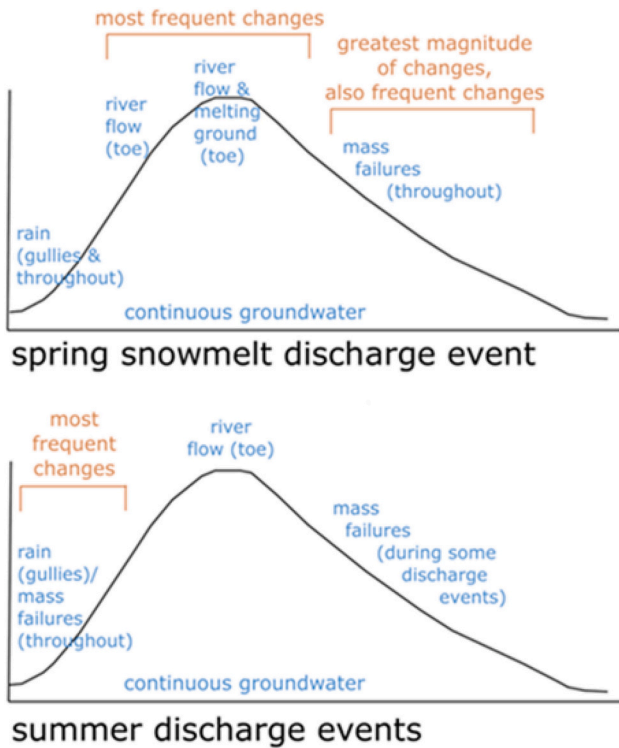 most frequent changes
greatest magnitude
of changes,
also frequent changes
river
flow
(toe)
river
flow &
melting
ground
(toe)
mass
failures
(throughout)
rain
(gullies &
throughout)
continuous groundwater
spring snowmelt discharge event
most
frequent
changes
river
flow (toe)
mass
failures
(during some
discharge
events)
rain
(gullies)/
mass
failures
(throughout)
continuous groundwater
summer discharge events